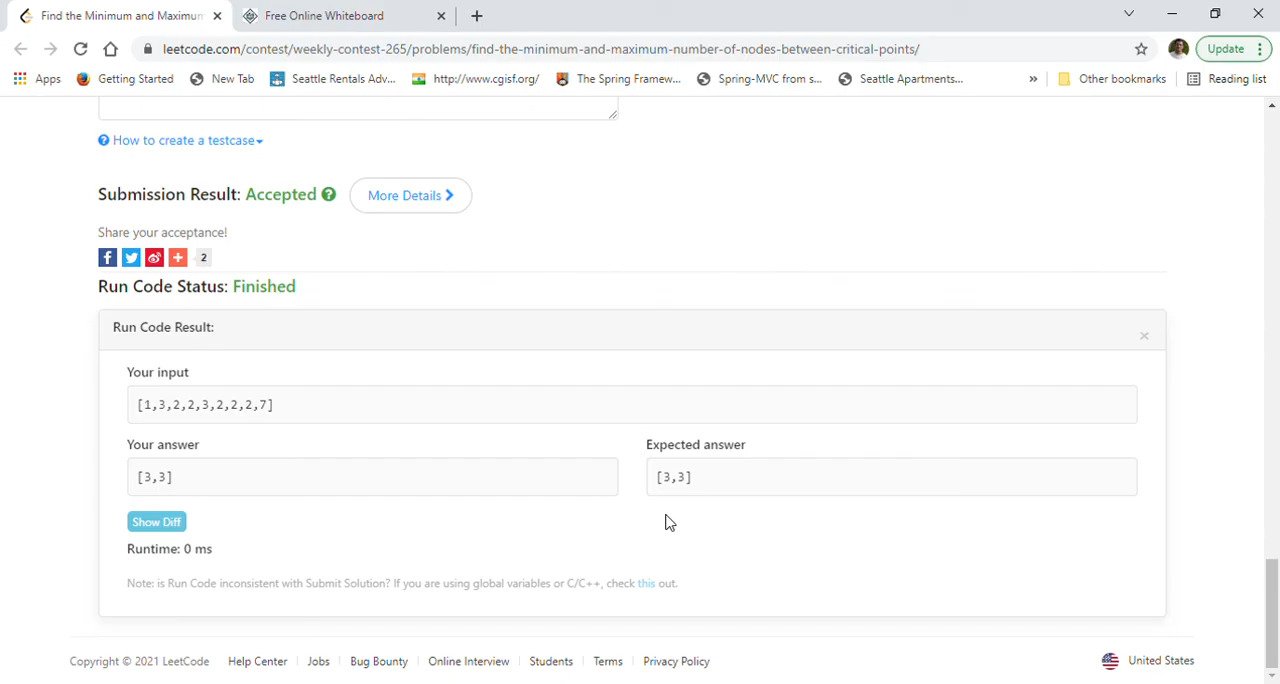 Find the Minimum and Maximum
Free Online Whiteboard
leetcode.com/contest/weekly-contest-265/problems/find-the-minimum-and-maximum-number-of-nodes-between-critical-points/
Update
Apps
Getting Started
New Tab
Seattle Rentals Adv...
http://www.cgisf.org/
The Spring Framew...
Spring-MVC from s...
Seattle Apartments...
»
Other bookmarks
Reading list
How to create a testcase
Submission Result: Accepted
More Details
Share your acceptance!
2
Run Code Status: Finished
Run Code Result:
×
Your input
[1,3,2,2,3,2,2,2,7]
Your answer
Expected answer
[3,3]
[3,3]
Show Diff
Runtime: 0 ms
Note: is Run Code inconsistent with Submit Solution? If you are using global variables or C/C++, check this out.
Copyright © 2021 LeetCode
Help Center
Jobs
Bug Bounty
Online Interview
Students
Terms
Privacy Policy
United States